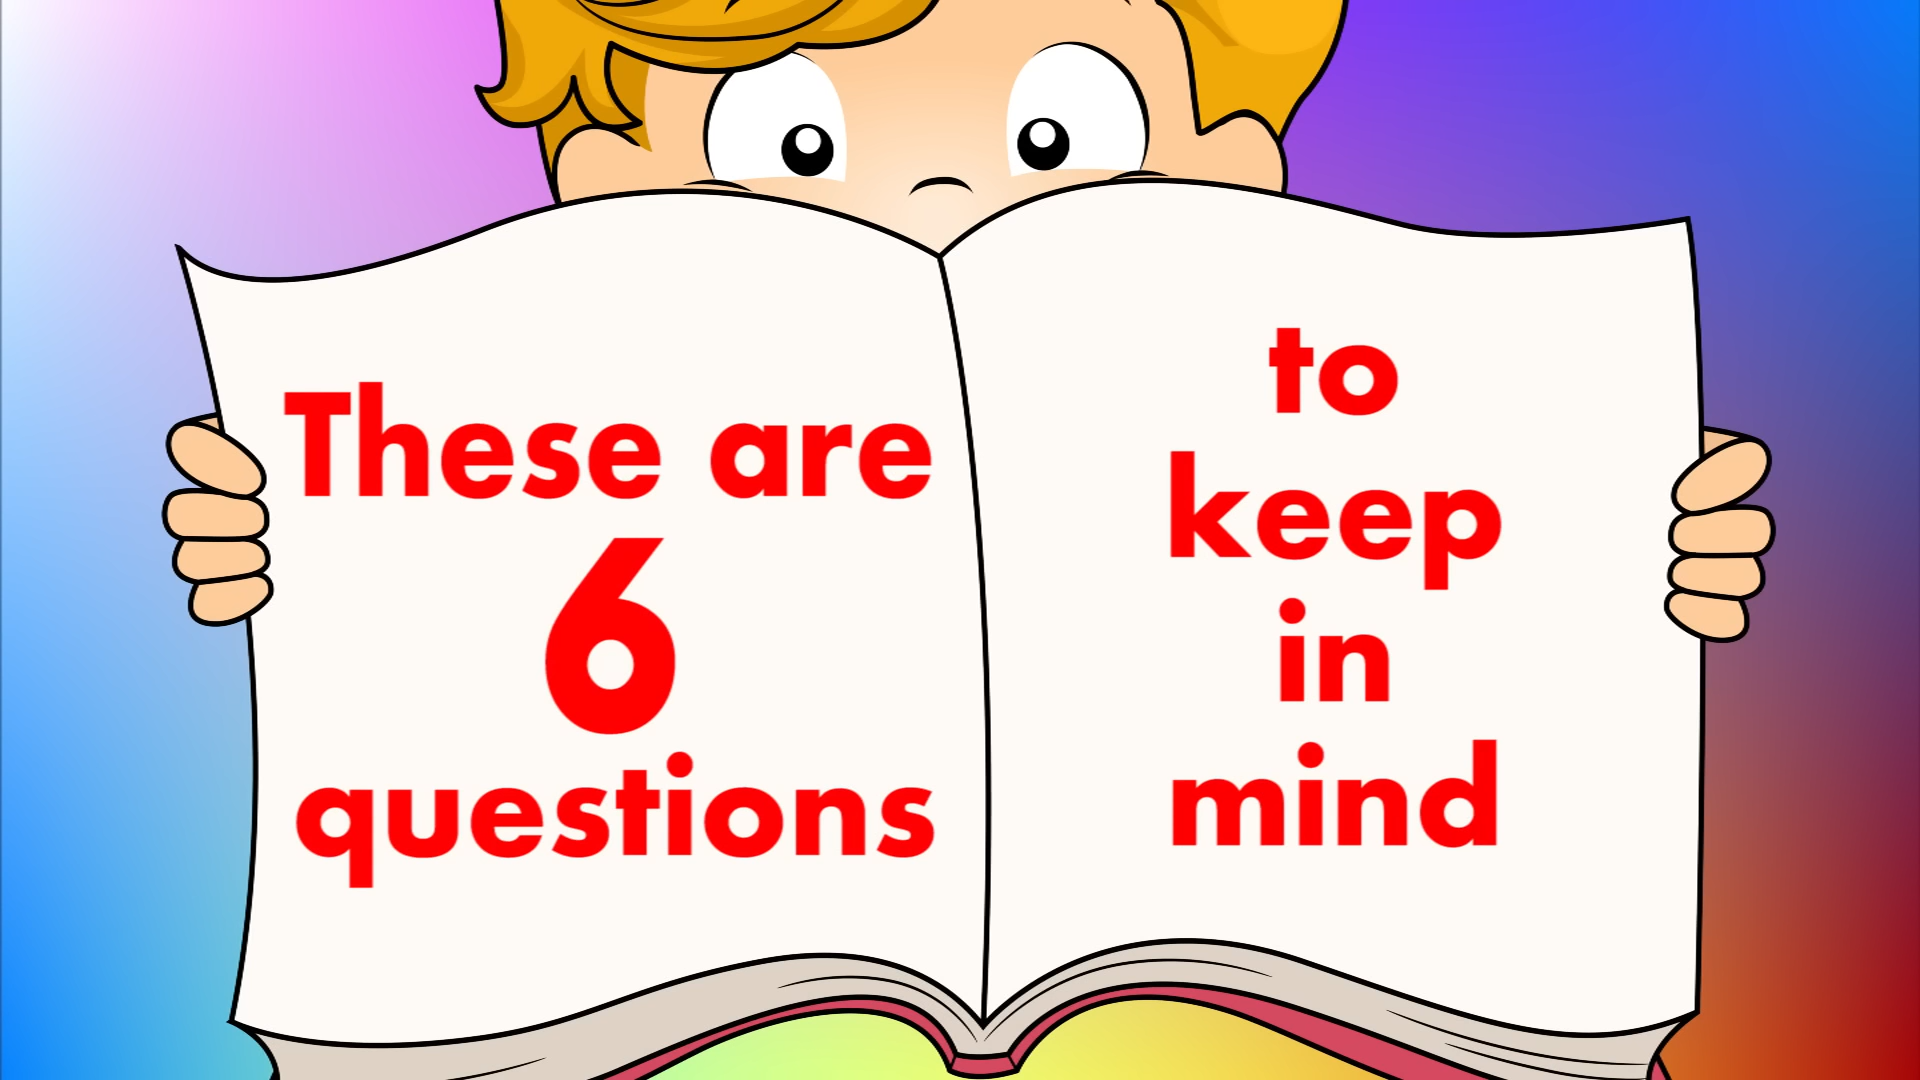 These are
6
questions
to
keep
in
mind